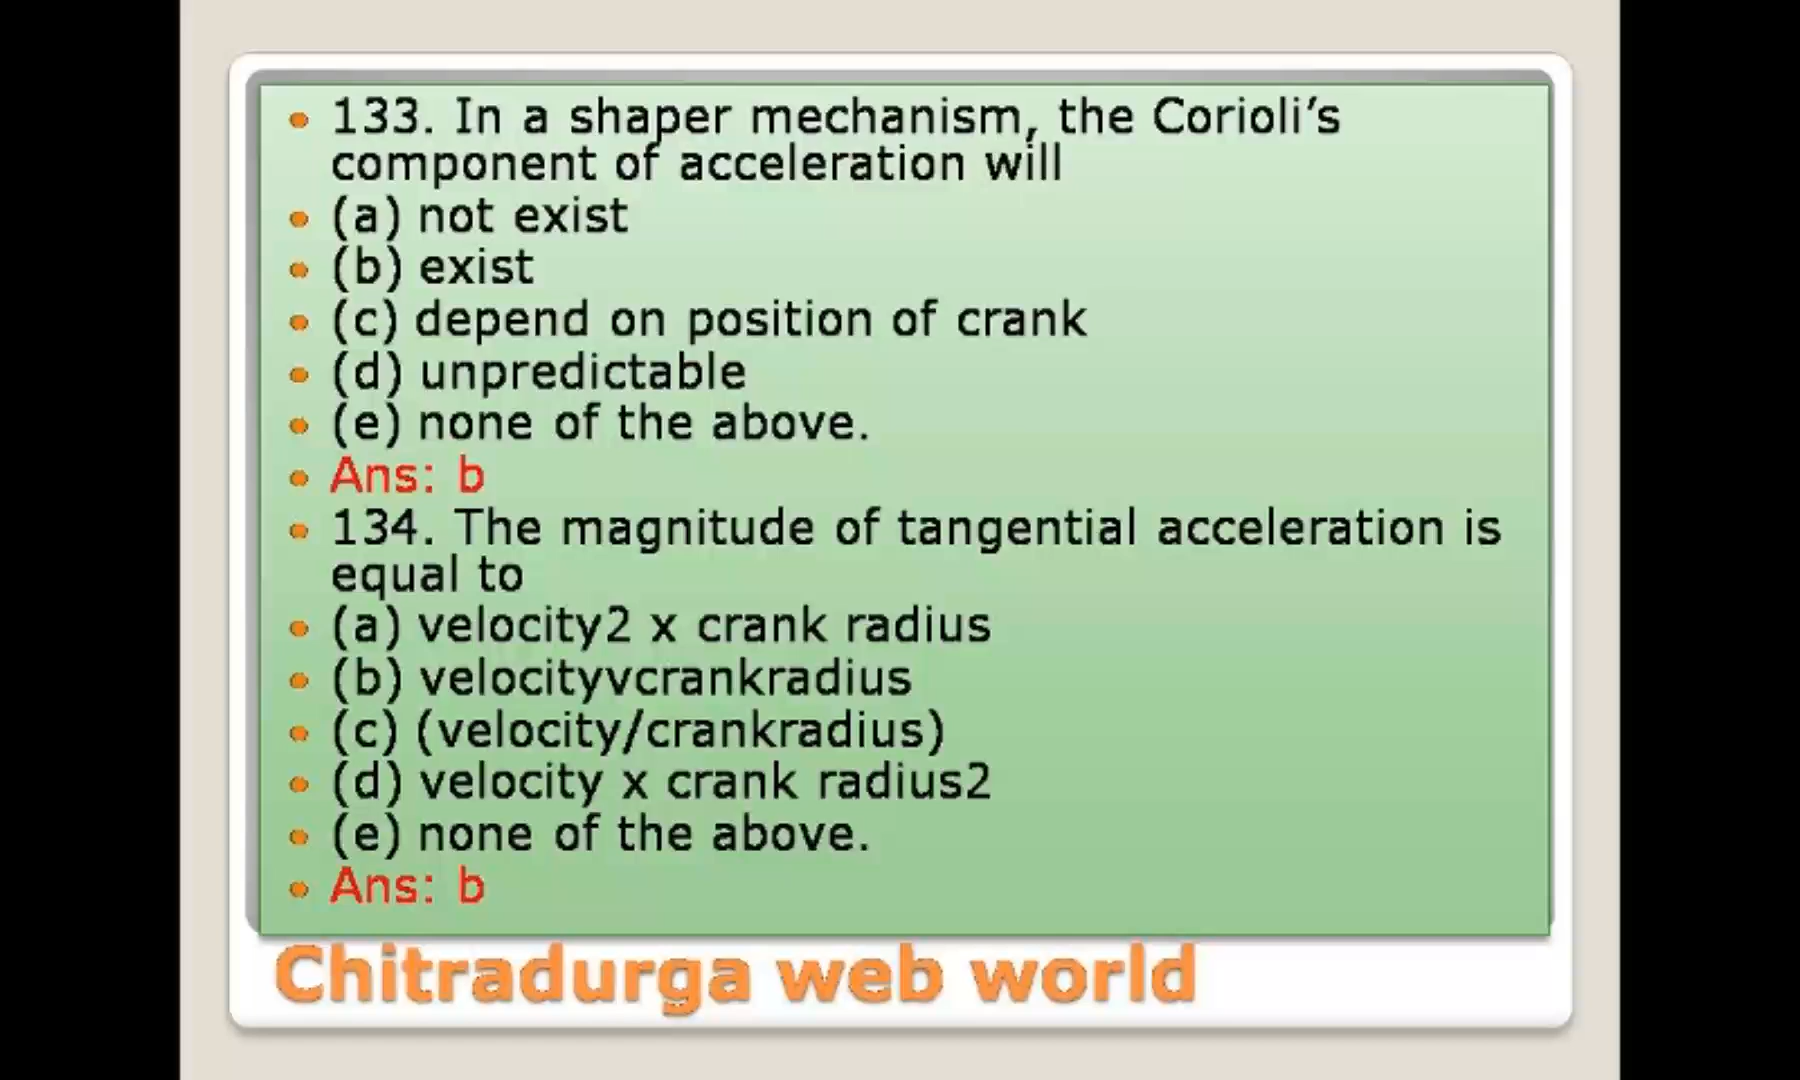 • 133. In a shaper mechanism, the Corioli’s
component of acceleration will
• (a) not exist
• (b) exist
• (c) depend on position of crank
• (d) unpredictable
• (e) none of the above.
• Ans: b
• 134. The magnitude of tangential acceleration is
equal to
• (a) velocity2 x crank radius
• (b) velocityvcrankradius
• (c) (velocity/crankradius)
• (d) velocity x crank radius2
• (e) none of the above.
• Ans: b
Chitradurga web world